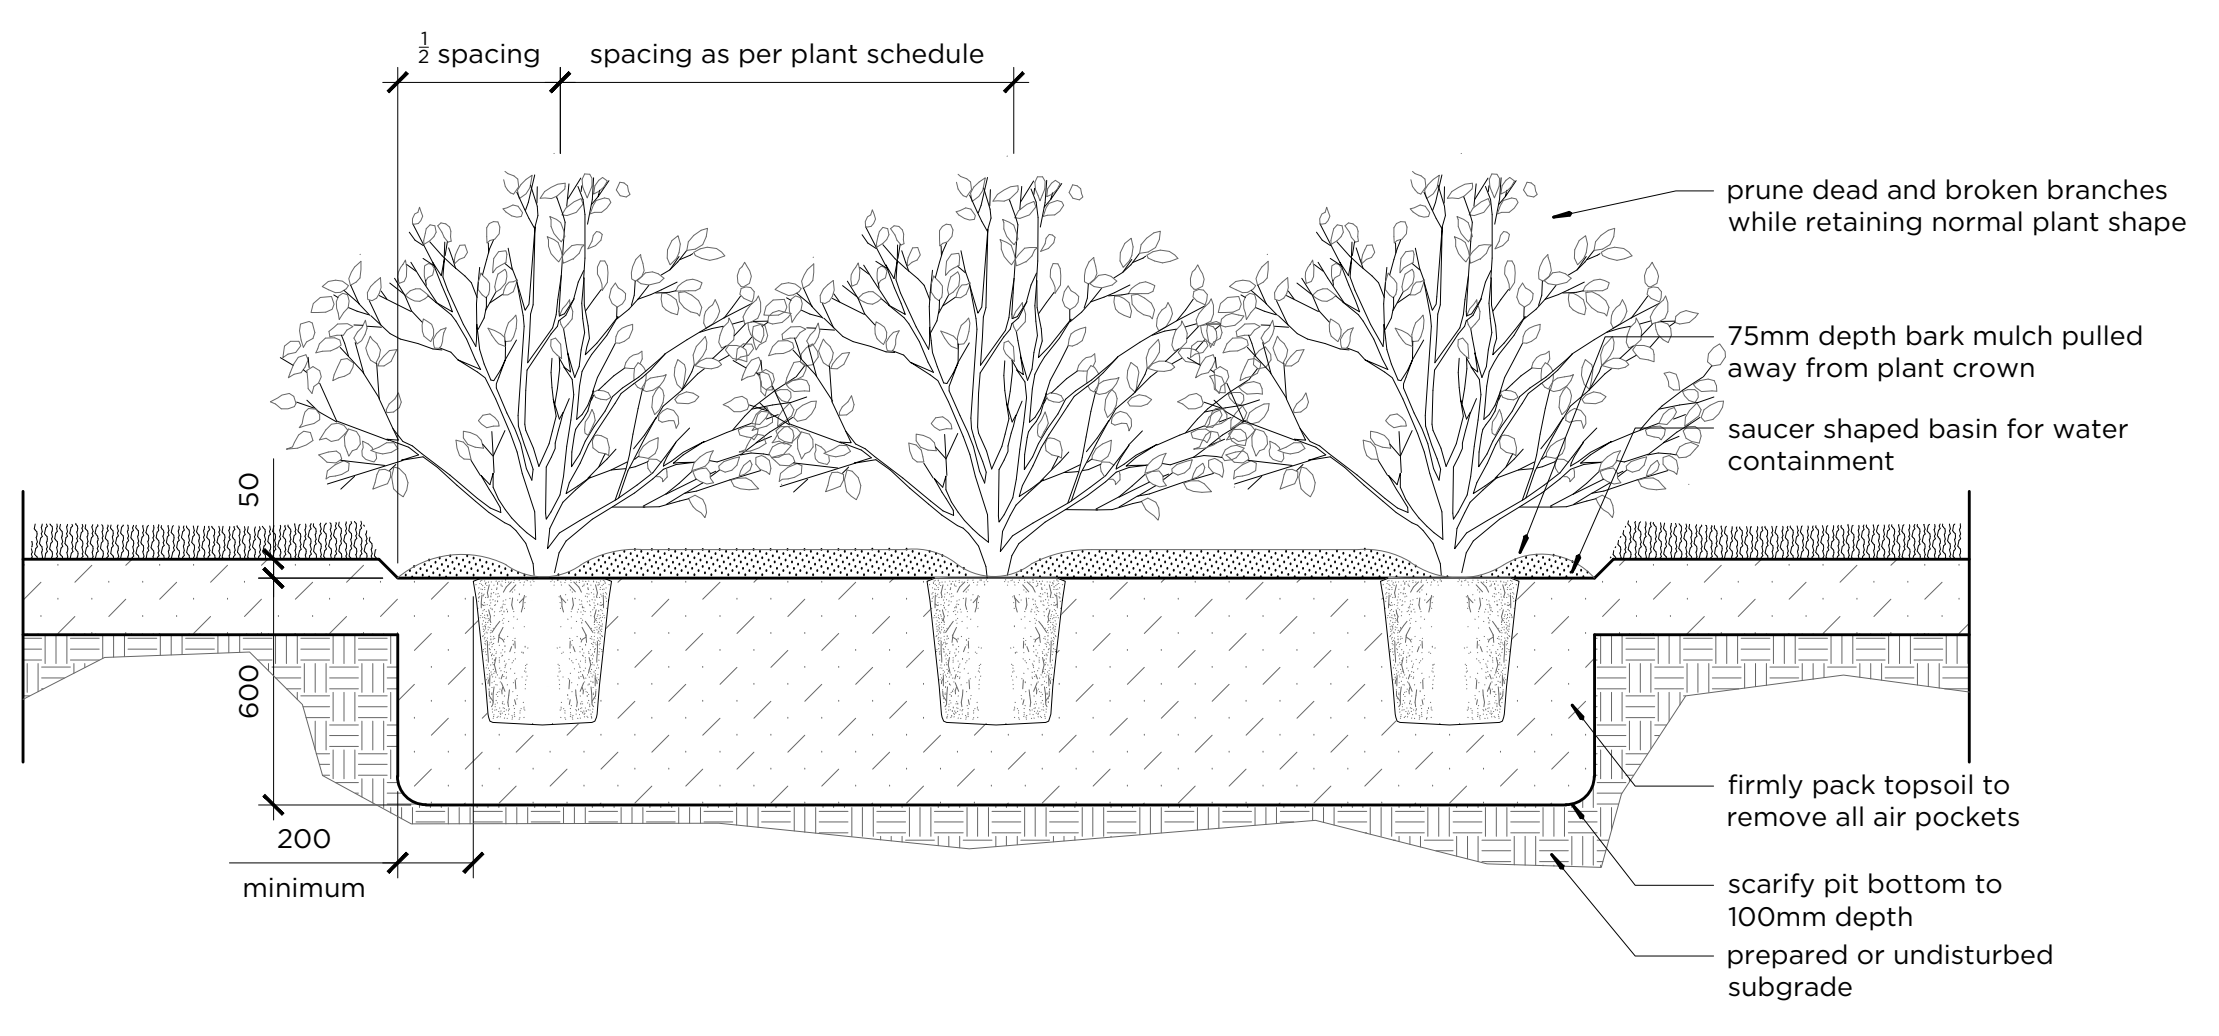 ½ spacing
spacing as per plant schedule
prune dead and broken branches
while retaining normal plant shape
75mm depth bark mulch pulled
away from plant crown
saucer shaped basin for water
containment
50
600
200
minimum
firmly pack topsoil to
remove all air pockets
scarify pit bottom to
100mm depth
prepared or undisturbed
subgrade